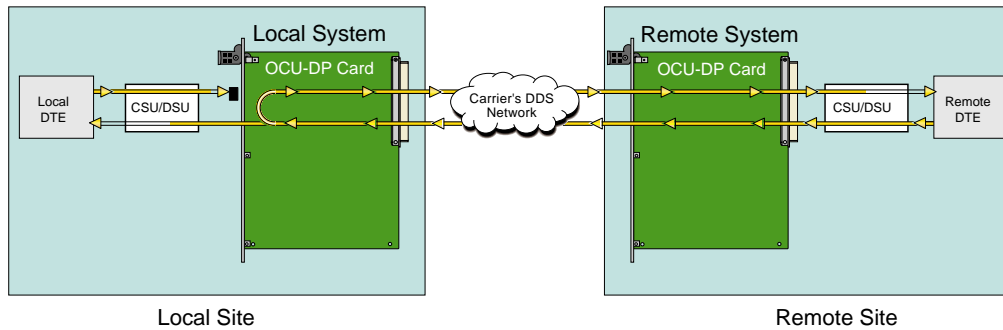 Local System
Remote System
OCU-DP Card
OCU-DP Card
Local
DTE
CSU/DSU
Carrier's DDS
Network
CSU/DSU
Remote
DTE
Local Site
Remote Site